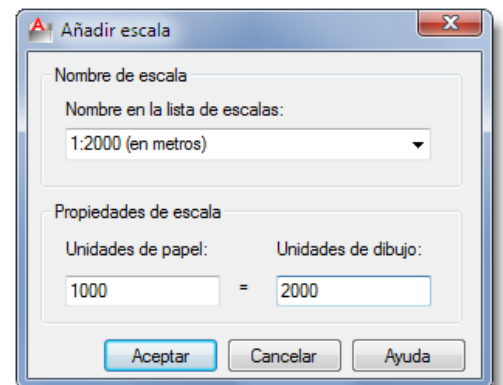 Añadir escala
Nombre de escala
Nombre en la lista de escalas:
1:2000 (en metros)
Propiedades de escala
Unidades de papel: Unidades de dibujo:
1000 = 2000
Aceptar Cancelar Ayuda